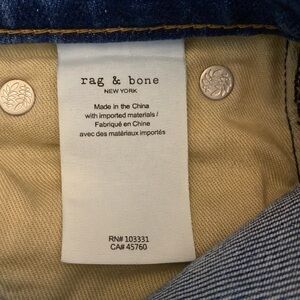 rag & bone
NEW YORK
Made in the China
with imported materials /
Fabriqué en Chine
avec des matériaux importés
RN# 103331
CA# 45760